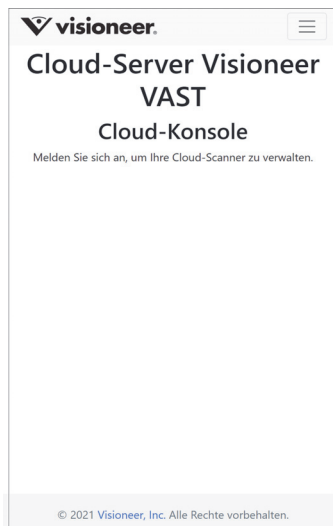 visioneer®
Cloud-Server Visioneer
VAST
Cloud-Konsole
Melden Sie sich an, um Ihre Cloud-Scanner zu verwalten.
© 2021 Visioneer, Inc. Alle Rechte vorbehalten.